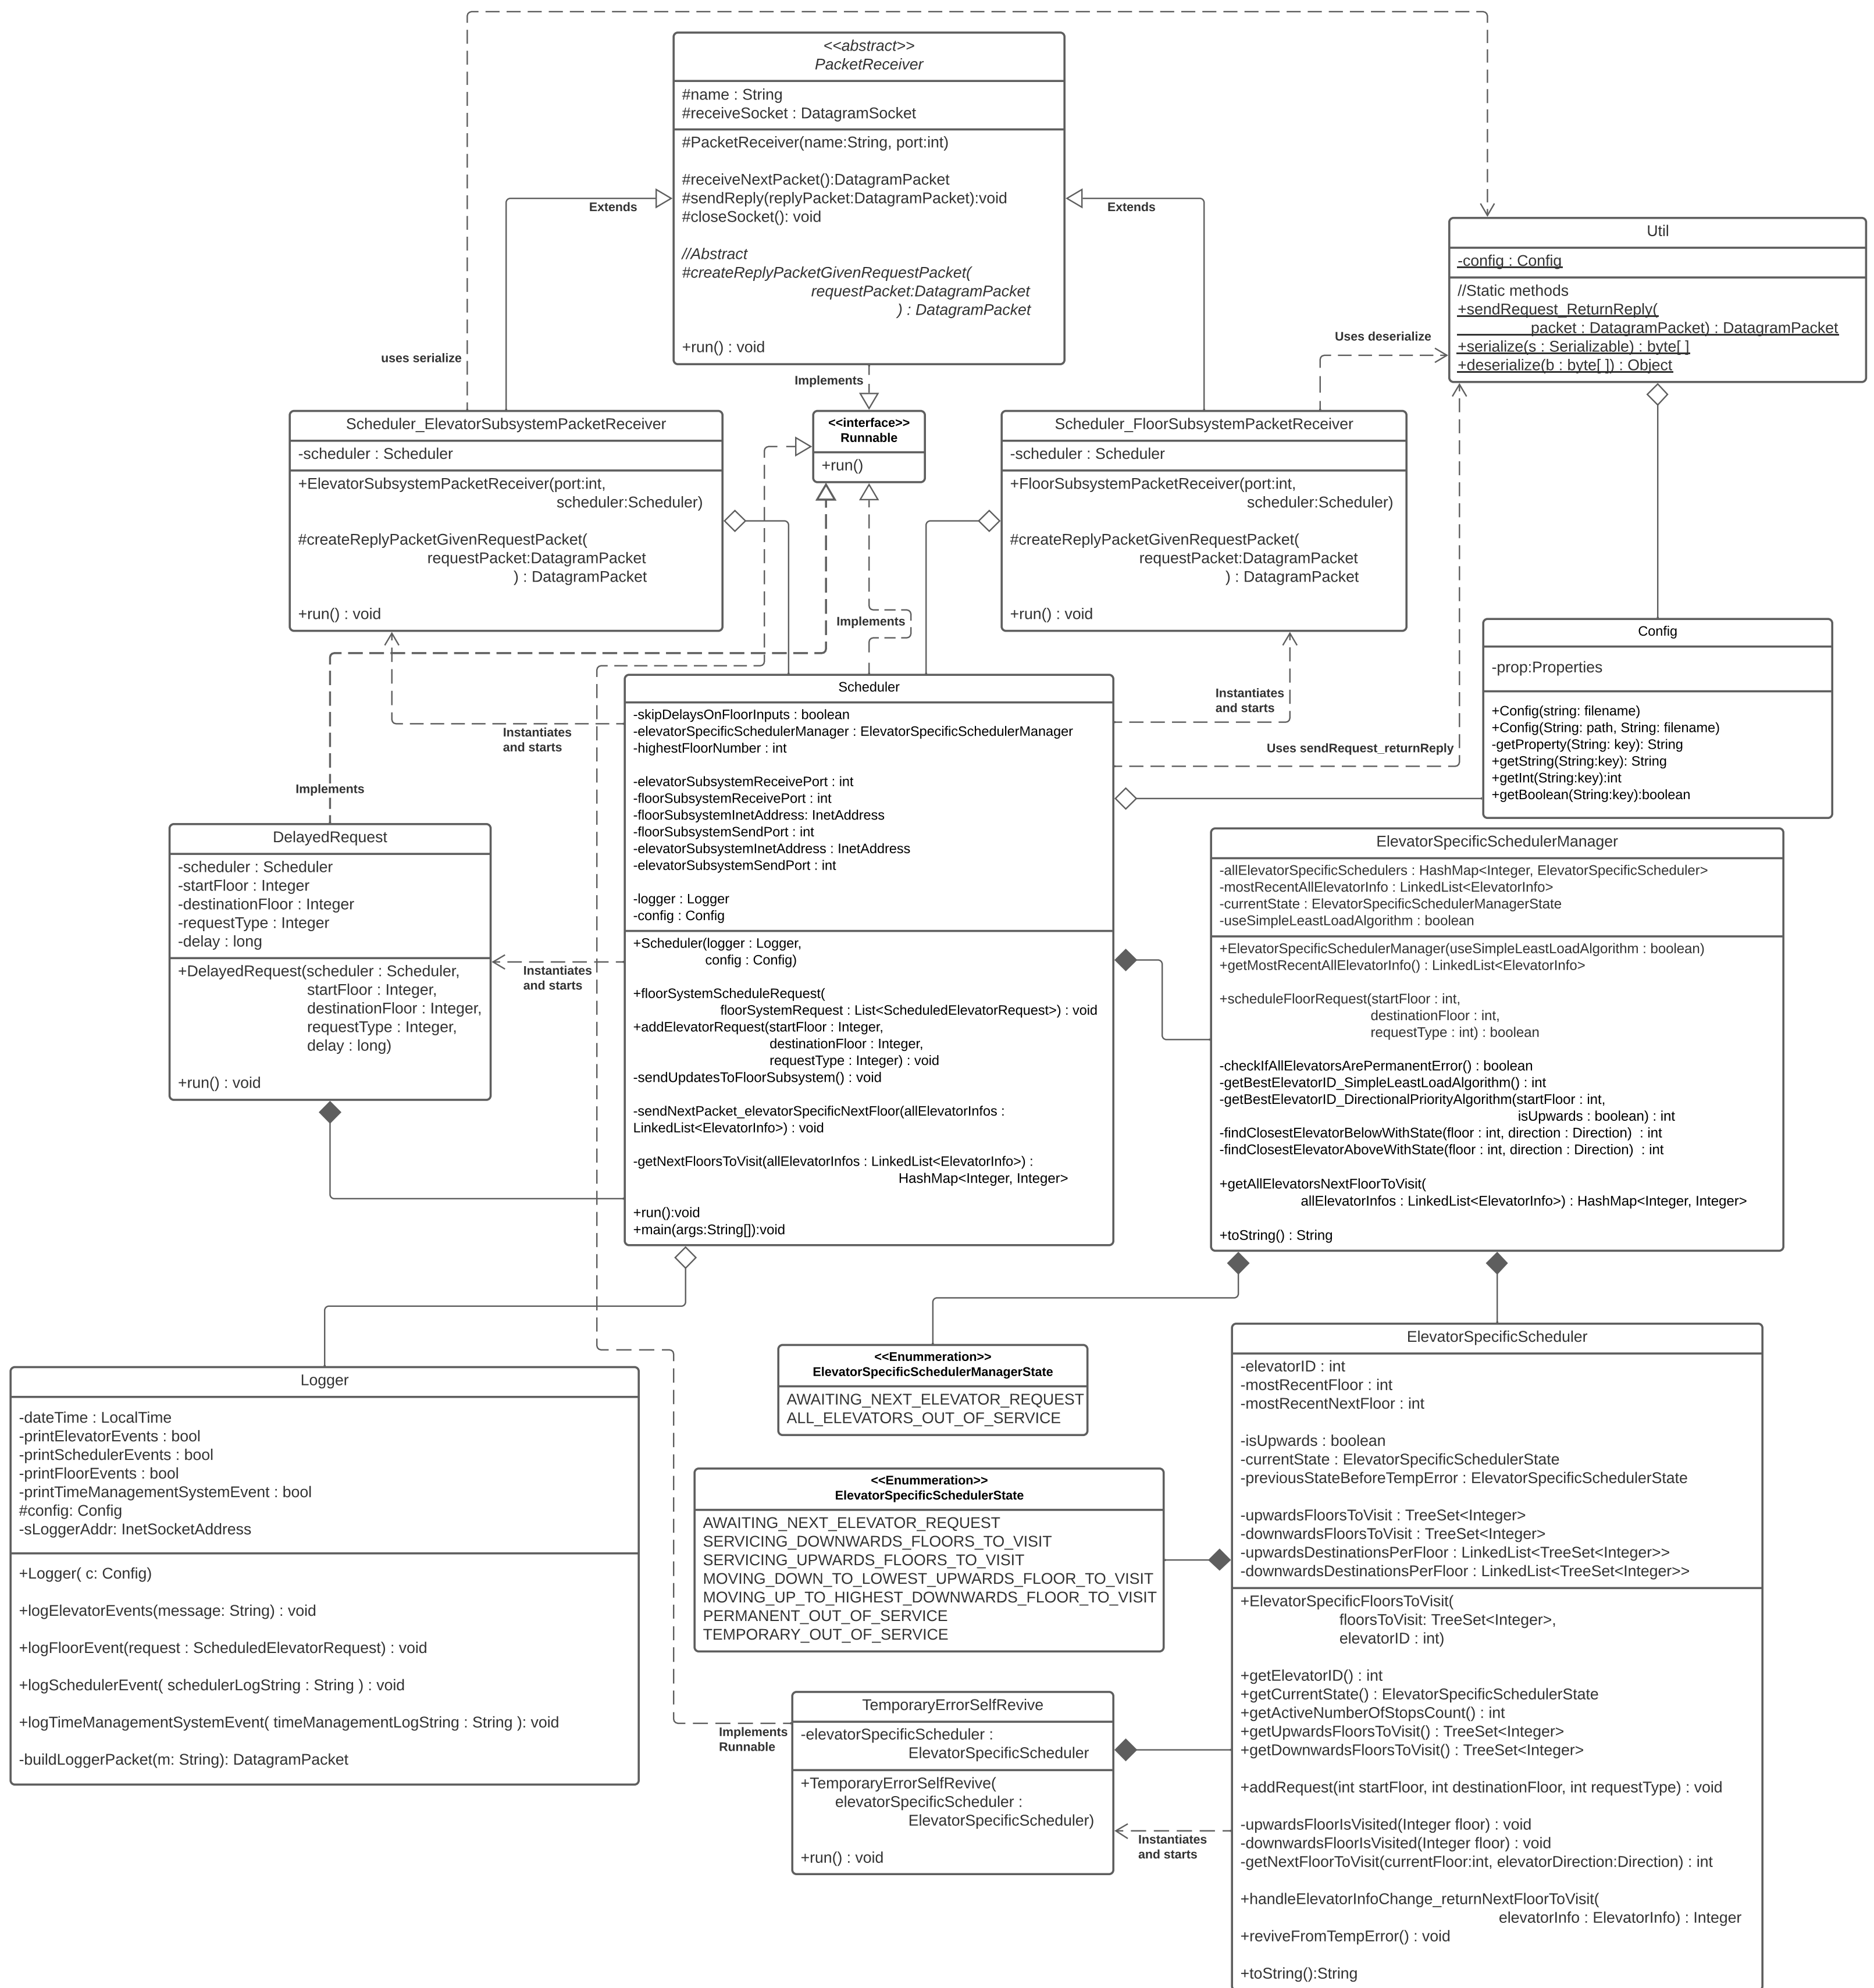 <<abstract>>
PacketReceiver
#name : String
#receiveSocket : DatagramSocket
#PacketReceiver(name:String, port:int)
#receiveNextPacket():DatagramPacket
#sendReply(replyPacket:DatagramPacket):void
#closeSocket(): void
//Abstract
#createReplyPacketGivenRequestPacket(
requestPacket:DatagramPacket
) : DatagramPacket
+run() : void
Extends
Extends
Util
-config : Config
//Static methods
+sendRequest_ReturnReply(
packet : DatagramPacket) : DatagramPacket
+serialize(s : Serializable) : byte[ ]
+deserialize(b : byte[ ]) : Object
Uses deserialize
uses serialize
Implements
Scheduler_ElevatorSubsystemPacketReceiver
-scheduler : Scheduler
+ElevatorSubsystemPacketReceiver(port:int,
scheduler:Scheduler)
#createReplyPacketGivenRequestPacket(
requestPacket:DatagramPacket
) : DatagramPacket
+run() : void
<<interface>>
Runnable
+run()
Scheduler_FloorSubsystemPacketReceiver
-scheduler : Scheduler
+FloorSubsystemPacketReceiver(port:int,
scheduler:Scheduler)
#createReplyPacketGivenRequestPacket(
requestPacket:DatagramPacket
) : DatagramPacket
+run() : void
Implements
Config
-prop:Properties
+Config(string: filename)
+Config(String: path, String: filename)
-getProperty(String: key): String
+getString(String:key): String
+getInt(String:key):int
+getBoolean(String:key):boolean
Instantiates
and starts
Instantiates
and starts
Uses sendRequest_returnReply
Implements
Scheduler
-skipDelaysOnFloorInputs : boolean
-elevatorSpecificSchedulerManager : ElevatorSpecificSchedulerManager
-highestFloorNumber : int
-elevatorSubsystemReceivePort : int
-floorSubsystemReceivePort : int
-floorSubsystemInetAddress: InetAddress
-floorSubsystemSendPort : int
-elevatorSubsystemInetAddress : InetAddress
-elevatorSubsystemSendPort : int
-logger : Logger
-config : Config
+Scheduler(logger : Logger,
config : Config)
+floorSystemScheduleRequest(
floorSystemRequest : List<ScheduledElevatorRequest>) : void
+addElevatorRequest(startFloor : Integer,
destinationFloor : Integer,
requestType : Integer) : void
-sendUpdatesToFloorSubsystem() : void
-sendNextPacket_elevatorSpecificNextFloor(allElevatorInfos :
LinkedList<ElevatorInfo>) : void
-getNextFloorsToVisit(allElevatorInfos : LinkedList<ElevatorInfo>) :
HashMap<Integer, Integer>
+run():void
+main(args:String[]):void
DelayedRequest
-scheduler : Scheduler
-startFloor : Integer
-destinationFloor : Integer
-requestType : Integer
-delay : long
+DelayedRequest(scheduler : Scheduler,
startFloor : Integer,
destinationFloor : Integer,
requestType : Integer,
delay : long)
+run() : void
Instantiates
and starts
ElevatorSpecificSchedulerManager
-allElevatorSpecificSchedulers : HashMap<Integer, ElevatorSpecificScheduler>
-mostRecentAllElevatorInfo : LinkedList<ElevatorInfo>
-currentState : ElevatorSpecificSchedulerManagerState
-useSimpleLeastLoadAlgorithm : boolean
+ElevatorSpecificSchedulerManager(useSimpleLeastLoadAlgorithm : boolean)
+getMostRecentAllElevatorInfo() : LinkedList<ElevatorInfo>
+scheduleFloorRequest(startFloor : int,
destinationFloor : int,
requestType : int) : boolean
-checkIfAllElevatorsArePermanentError() : boolean
-getBestElevatorID_SimpleLeastLoadAlgorithm() : int
-getBestElevatorID_DirectionalPriorityAlgorithm(startFloor : int,
isUpwards : boolean) : int
-findClosestElevatorBelowWithState(floor : int, direction : Direction)  : int
-findClosestElevatorAboveWithState(floor : int, direction : Direction)  : int
+getAllElevatorsNextFloorToVisit(
allElevatorInfos : LinkedList<ElevatorInfo>) : HashMap<Integer, Integer>
+toString() : String
Logger
-dateTime : LocalTime
-printElevatorEvents : bool
-printSchedulerEvents : bool
-printFloorEvents : bool
-printTimeManagementSystemEvent : bool
#config: Config
-sLoggerAddr: InetSocketAddress
+Logger( c: Config)
+logElevatorEvents(message: String) : void
+logFloorEvent(request : ScheduledElevatorRequest) : void
+logSchedulerEvent( schedulerLogString : String ) : void
+logTimeManagementSystemEvent( timeManagementLogString : String ): void
-buildLoggerPacket(m: String): DatagramPacket
<<Enummeration>>
ElevatorSpecificSchedulerManagerState
AWAITING_NEXT_ELEVATOR_REQUEST
ALL_ELEVATORS_OUT_OF_SERVICE
<<Enummeration>>
ElevatorSpecificSchedulerState
AWAITING_NEXT_ELEVATOR_REQUEST
SERVICING_DOWNWARDS_FLOORS_TO_VISIT
SERVICING_UPWARDS_FLOORS_TO_VISIT
MOVING_DOWN_TO_LOWEST_UPWARDS_FLOOR_TO_VISIT
MOVING_UP_TO_HIGHEST_DOWNWARDS_FLOOR_TO_VISIT
PERMANENT_OUT_OF_SERVICE
TEMPORARY_OUT_OF_SERVICE
Implements
Runnable
TemporaryErrorSelfRevive
-elevatorSpecificScheduler :
ElevatorSpecificScheduler
+TemporaryErrorSelfRevive(
elevatorSpecificScheduler :
ElevatorSpecificScheduler)
+run() : void
Instantiates
and starts
ElevatorSpecificScheduler
-elevatorID : int
-mostRecentFloor : int
-mostRecentNextFloor : int
-isUpwards : boolean
-currentState : ElevatorSpecificSchedulerState
-previousStateBeforeTempError : ElevatorSpecificSchedulerState
-upwardsFloorsToVisit : TreeSet<Integer>
-downwardsFloorsToVisit : TreeSet<Integer>
-upwardsDestinationsPerFloor : LinkedList<TreeSet<Integer>>
-downwardsDestinationsPerFloor : LinkedList<TreeSet<Integer>>
+ElevatorSpecificFloorsToVisit(
floorsToVisit: TreeSet<Integer>,
elevatorID : int)
+getElevatorID() : int
+getCurrentState() : ElevatorSpecificSchedulerState
+getActiveNumberOfStopsCount() : int
+getUpwardsFloorsToVisit() : TreeSet<Integer>
+getDownwardsFloorsToVisit() : TreeSet<Integer>
+addRequest(int startFloor, int destinationFloor, int requestType) : void
-upwardsFloorIsVisited(Integer floor) : void
-downwardsFloorIsVisited(Integer floor) : void
-getNextFloorToVisit(currentFloor:int, elevatorDirection:Direction) : int
+handleElevatorInfoChange_returnNextFloorToVisit(
elevatorInfo : ElevatorInfo) : Integer
+reviveFromTempError() : void
+toString():String